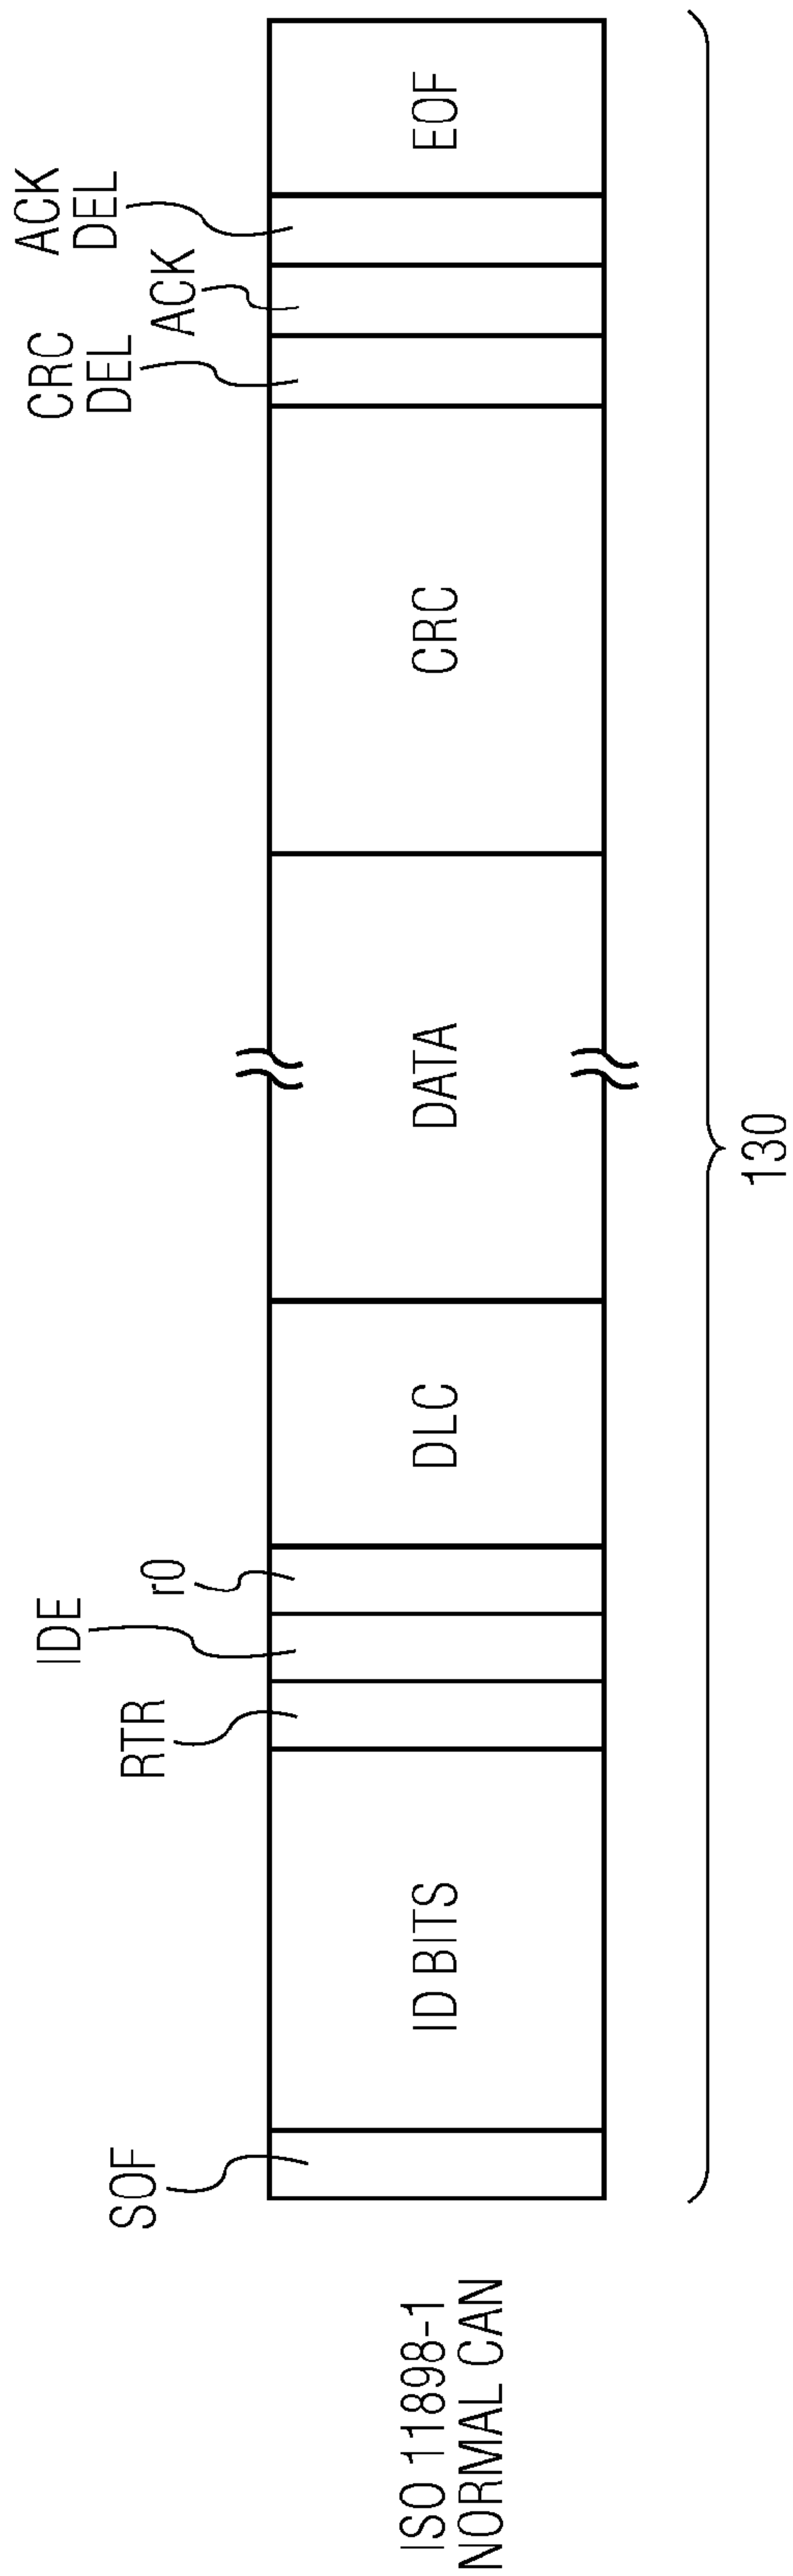 ISO 11898-1
NORMAL CAN
SOF
ID BITS
RTR
IDE
r0
DLC
DATA
CRC
CRC
DEL
ACK
ACK
DEL
EOF
130